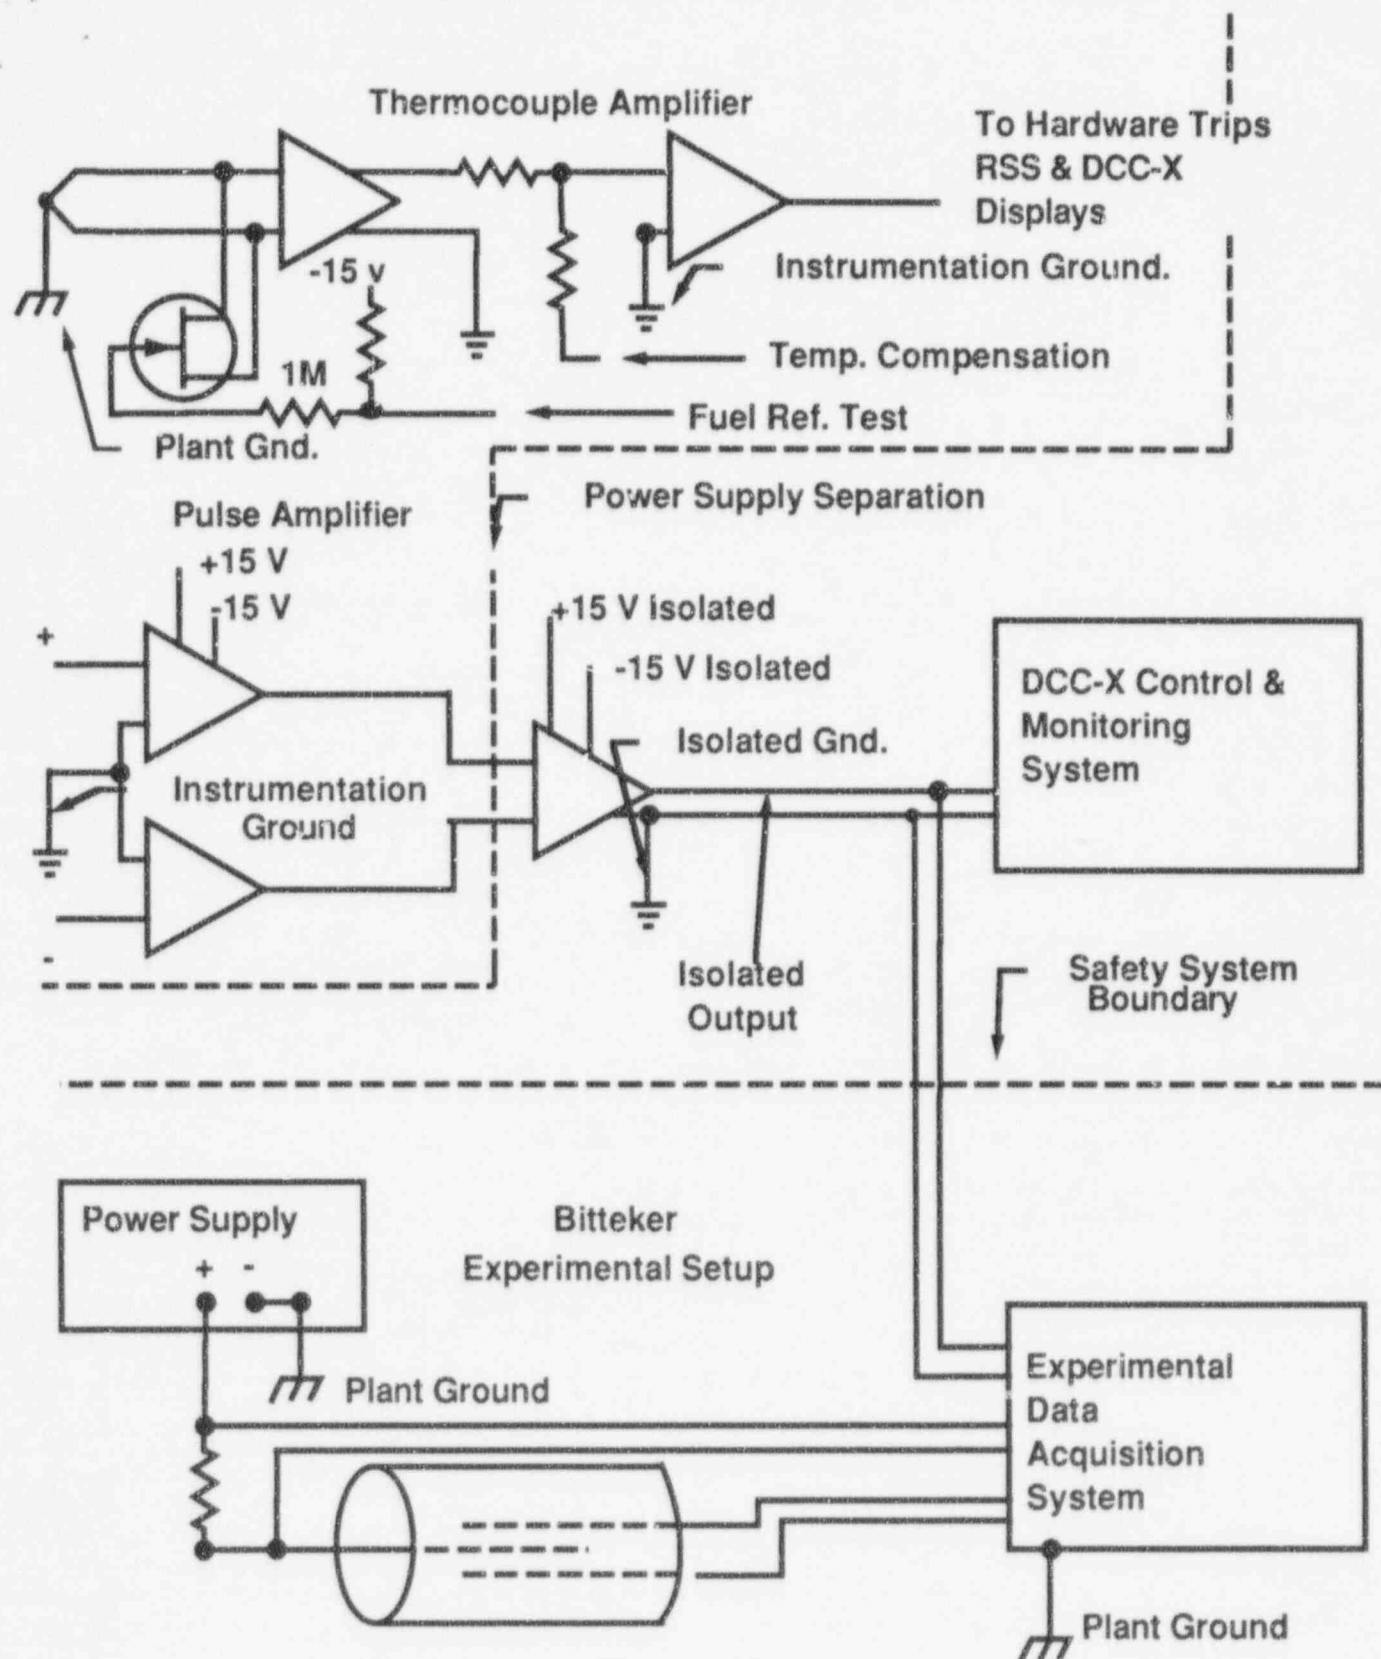 Thermocouple Amplifier
To Hardware Trips
RSS & DCC-X
Displays
-15 v
Instrumentation Ground.
1M
Temp. Compensation
Fuel Ref. Test
Plant Gnd.
Power Supply Separation
Pulse Amplifier
+15 V
-15 V
+
+15 V isolated
-15 V Isolated
DCC-X Control &
Monitoring
System
Isolated Gnd.
Instrumentation
Ground
-
Isolated
Output
Safety System
Boundary
Power Supply
+ -
Bitteker
Experimental Setup
Plant Ground
Experimental
Data
Acquisition
System
Plant Ground